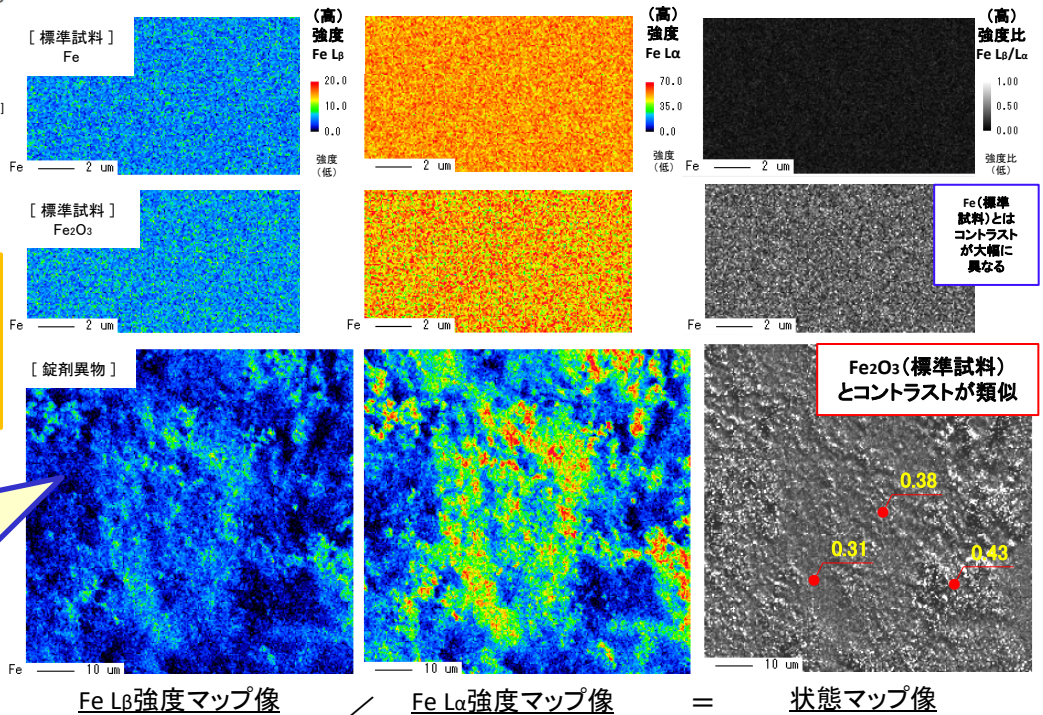 [ 標準試料 ]
Fe
(高)
強度
Fe Lβ
20.0
10.0
0.0
強度
(低)
Fe 2 um
(高)
強度
Fe Lα
70.0
35.0
0.0
強度
(低)
2 um
(高)
強度比
Fe Lβ/Lα
1.00
0.50
0.00
強度比
(低)
Fe 2 um
]
[ 標準試料 ]
Fe2O3
Fe 2 um
Fe 2 um
Fe 2 um
Fe(標準
試料)とは
コントラスト
が大幅に
異なる
[ 錠剤異物 ]
Fe 10 um
10 um
Fe2O3(標準試料)
とコントラストが類似
0.38
0.31
0.43
10 um
Fe Lβ強度マップ像 / Fe Lα強度マップ像 = 状態マップ像